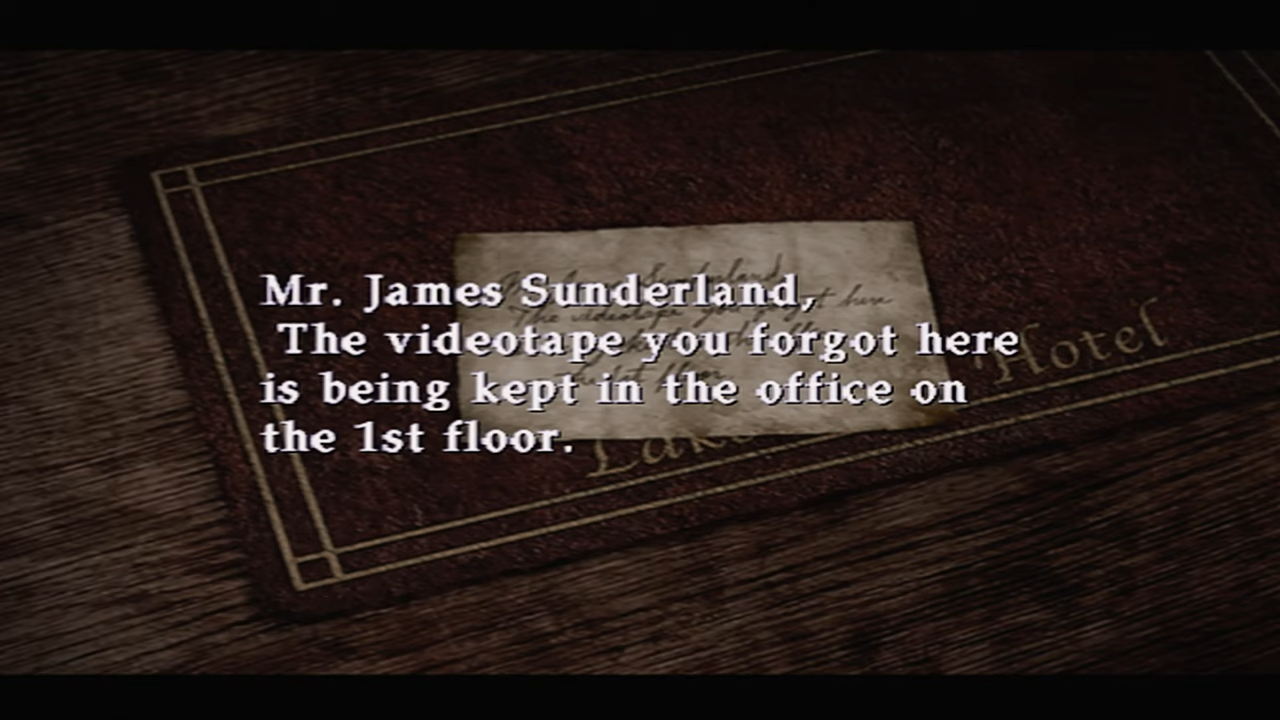 Mr. James Sunderland,
The videotape you forgot here
is being kept in the office on
the 1st floor.
Hotel